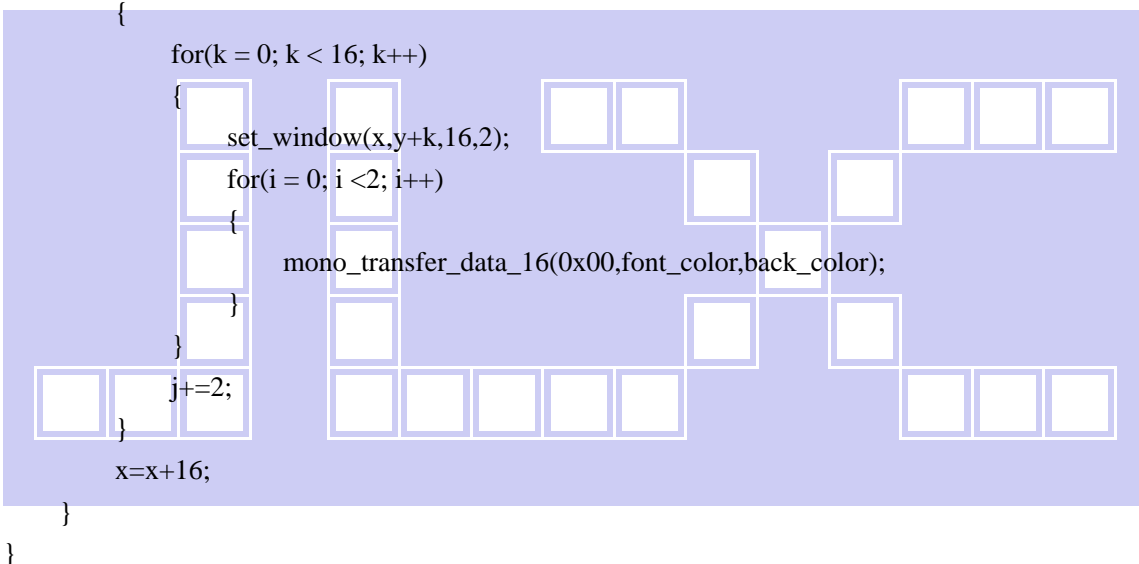 {
for(k = 0; k < 16; k++)
{
set_window(x,y+k,16,2);
for(i = 0; i <2; i++)
{
mono_transfer_data_16(0x00,font_color,back_color);
}
}
j+=2;
}
x=x+16;
}
}